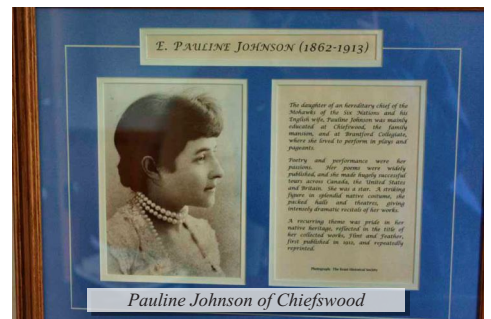 E. PAULINE JOHNSON (1862-1913)
The daughter of an hereditary chief of the
Mohawks of the Six Nations and his
English wife, Pauline Johnson was mainly
educated at Chiefswood, the family
mansion, and at Brantford Collegiate,
where she loved to perform in plays and
pageants.
Poetry and performance were her
passions. Her poems were widely
published, and she made hugely successful
tours across Canada, the United States
and Britain. She was a star. A striking
figure in splendid native costume, she
packed halls and theatres, giving
intensely dramatic recitals of her works.
A recurring theme was pride in her
native heritage, reflected in the title of
her collected works, Flint and Feather,
first published in 1912, and repeatedly
reprinted.
Photograph: The Brant Historical Society
Pauline Johnson of Chiefswood